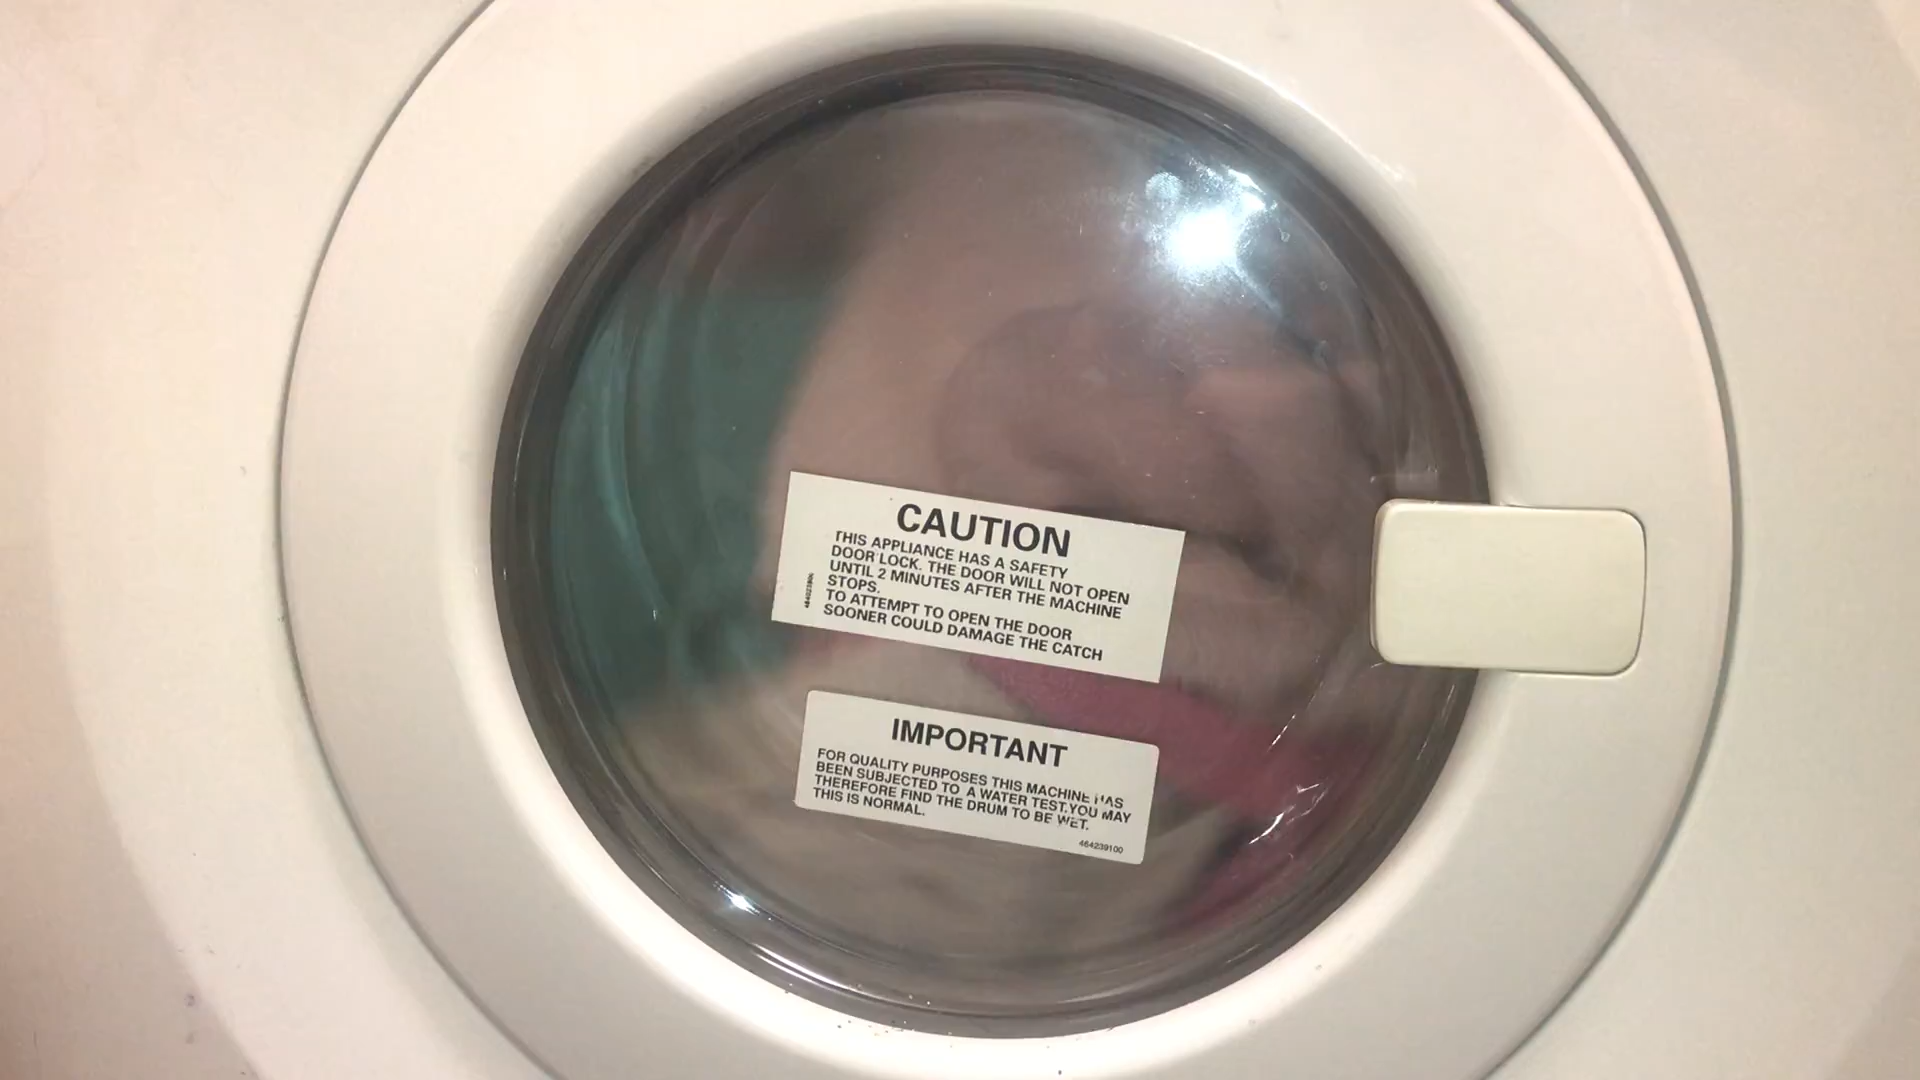 CAUTION
THIS APPLIANCE HAS A SAFETY
DOOR LOCK. THE DOOR WILL NOT OPEN
UNTIL 2 MINUTES AFTER THE MACHINE
STOPS.
TO ATTEMPT TO OPEN THE DOOR
SOONER COULD DAMAGE THE CATCH
IMPORTANT
FOR QUALITY PURPOSES THIS MACHINE HAS
BEEN SUBJECTED TO A WATER TEST.YOU MAY
THEREFORE FIND THE DRUM TO BE WET.
THIS IS NORMAL.
464239100